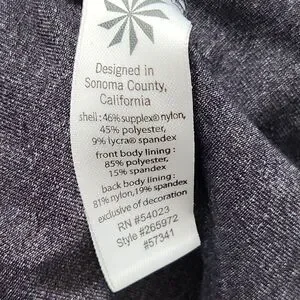 Designed in
Sonoma County,
California
shell : 46% supplex® nylon,
45% polyester,
9% lycra® spandex
front body lining :
85% polyester,
15% spandex
back body lining :
81% nylon, 19% spandex
exclusive of decoration
RN #54023
Style #265972
#57341